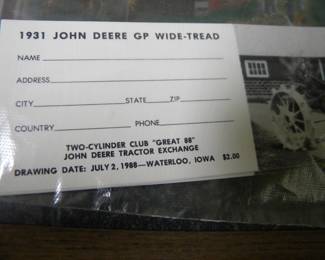 1931 JOHN DEERE GP WIDE-TREAD
NAME
ADDRESS
CITY STATE ZIP
COUNTRY PHONE
TWO-CYLINDER CLUB "GREAT 88"
JOHN DEERE TRACTOR EXCHANGE
DRAWING DATE: JULY 2, 1988—WATERLOO, IOWA $2.00